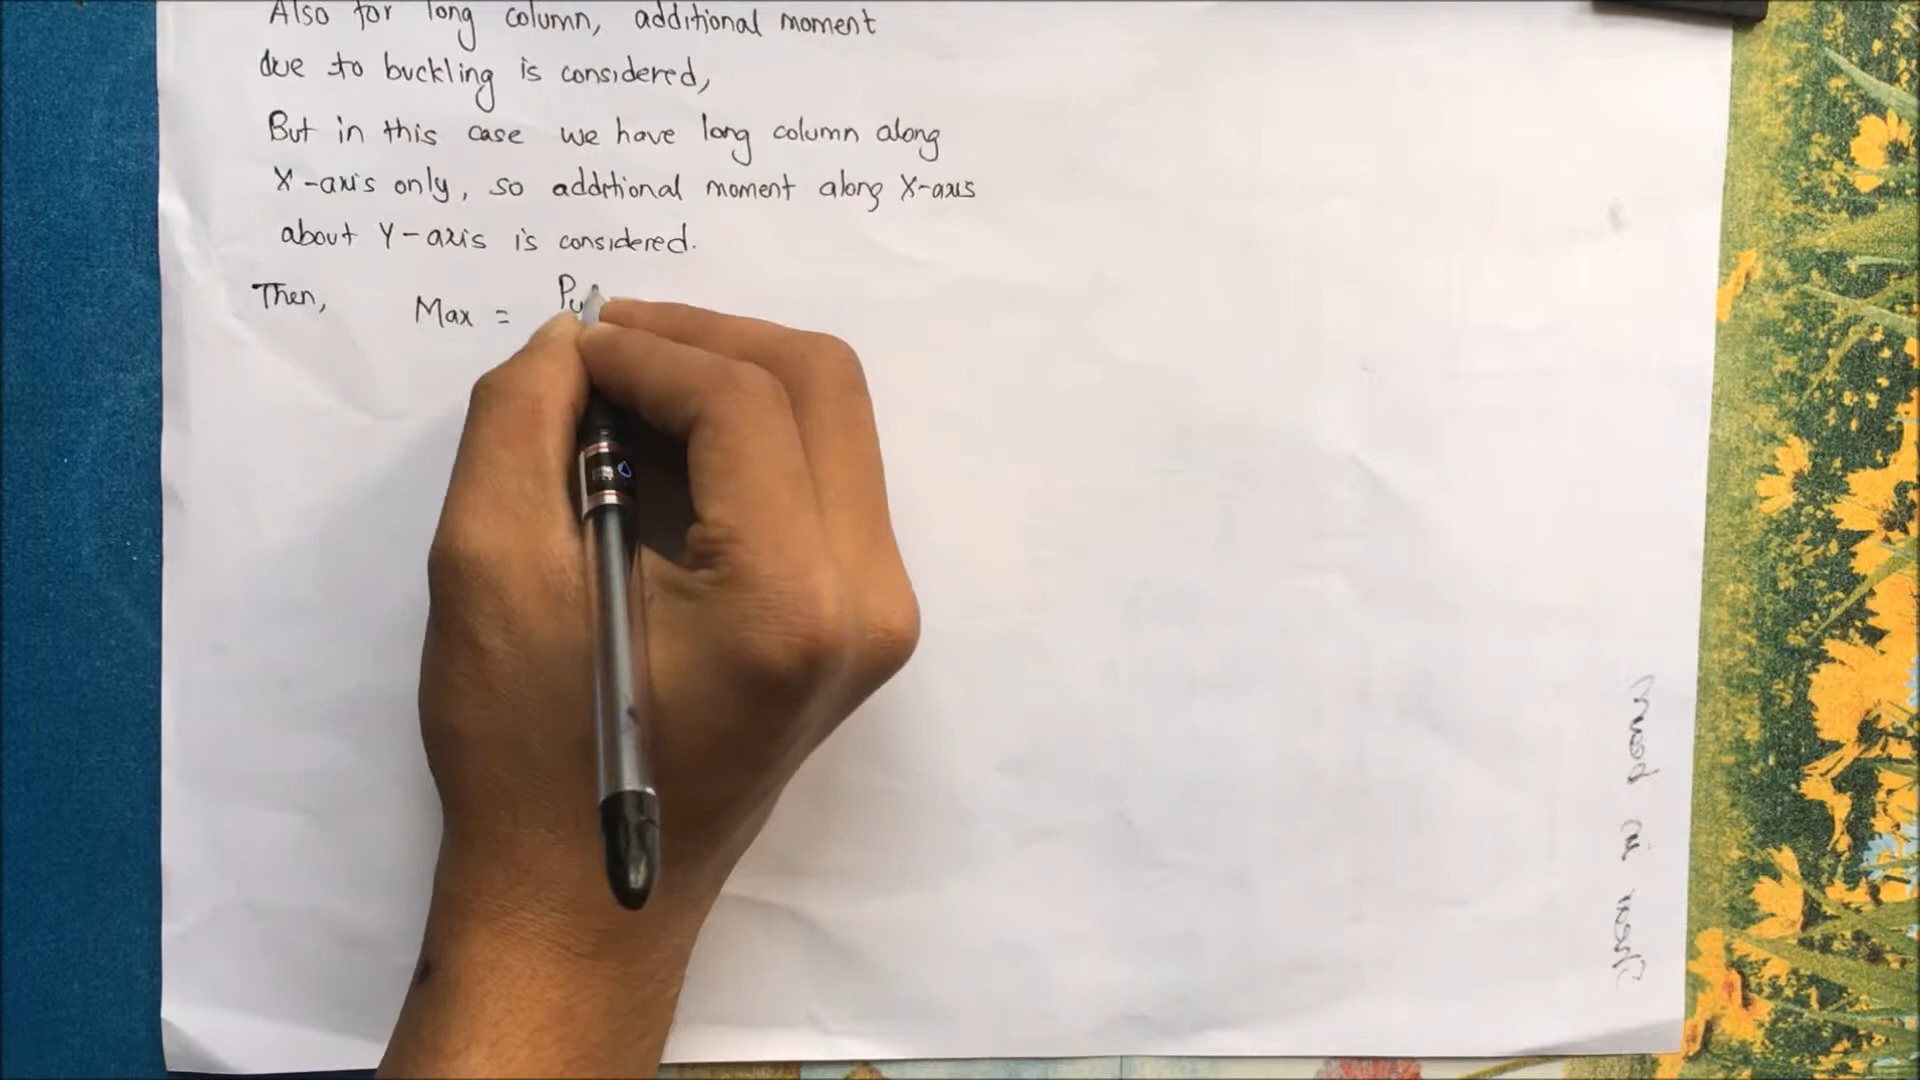 Also for long column, additional moment
due to buckling is considered,
But in this case we have long column along
X-axis only, so additional moment along X-axis
about Y-axis is considered.
Then, Max = Pu